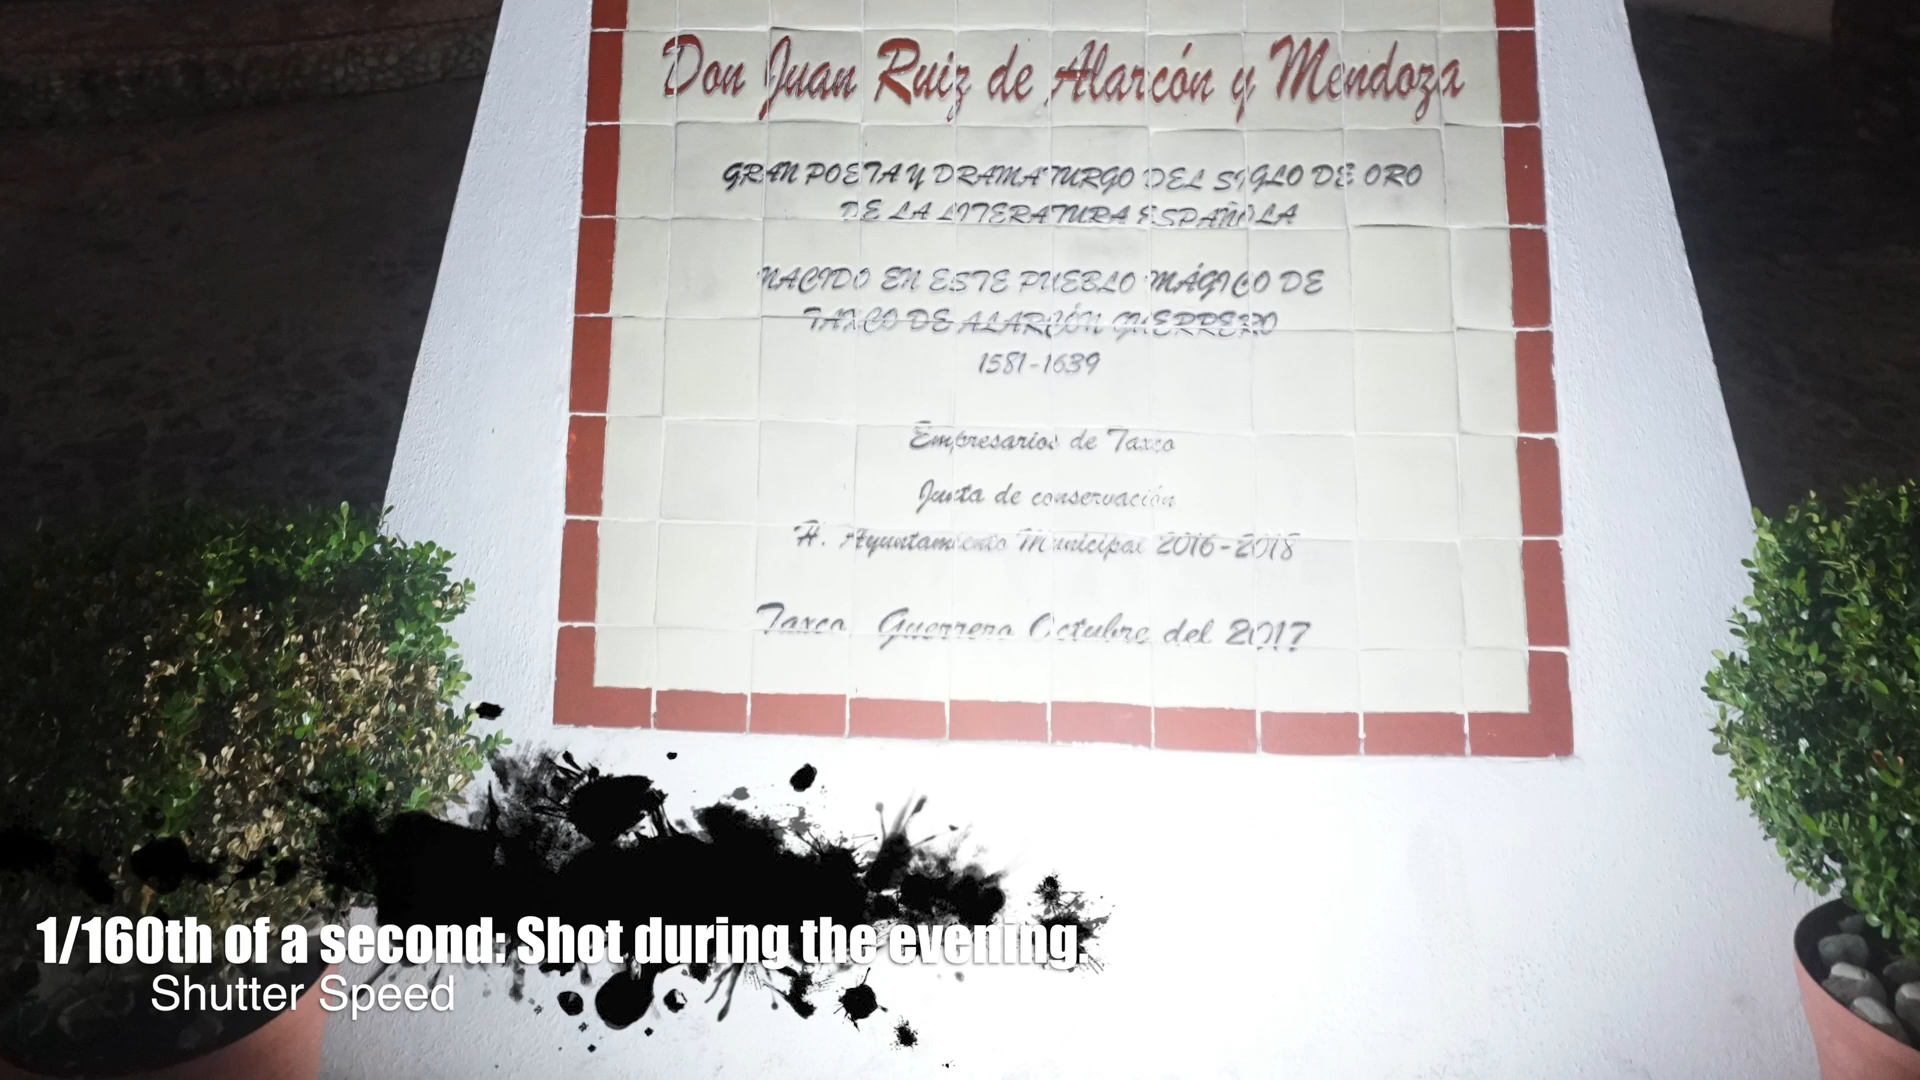 Don Juan Ruiz de Alarcón y Mendoza
GRAN POETA Y DRAMATURGO DEL SIGLO DE ORO
DE LA LITERATURA ESPAÑOLA
NACIDO EN ESTE PUEBLO MÁGICO DE
TAXCO DE ALARCÓN GUERRERO
1581-1639
Empresarios de Taxco
Junta de conservación
H. Ayuntamiento Municipal 2016-2018
Taxco Guerrero Octubre del 2017
1/160th of a second: Shot during the evening.
Shutter Speed